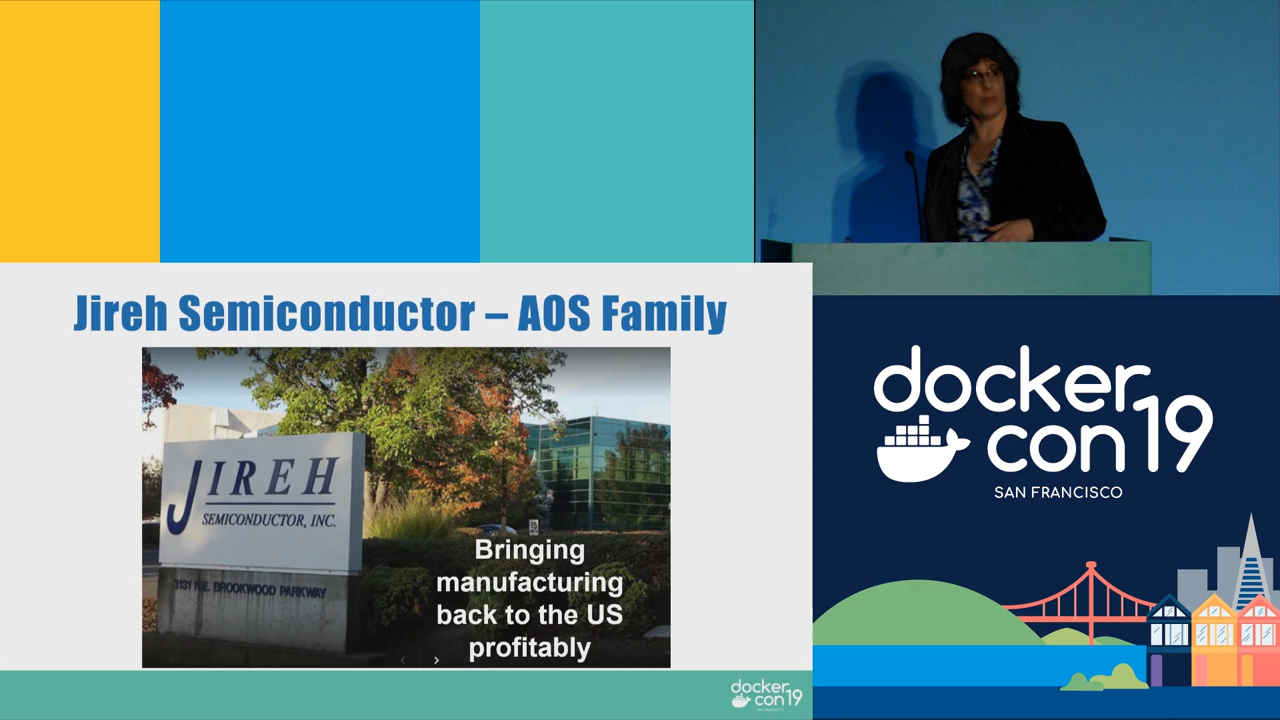 Jireh Semiconductor – AOS Family
JIREH
SEMICONDUCTOR, INC.
3131 N.E. BROOKWOOD PARKWAY
Bringing
manufacturing
back to the US
profitably
docker
con 19
docker
con 19
SAN FRANCISCO